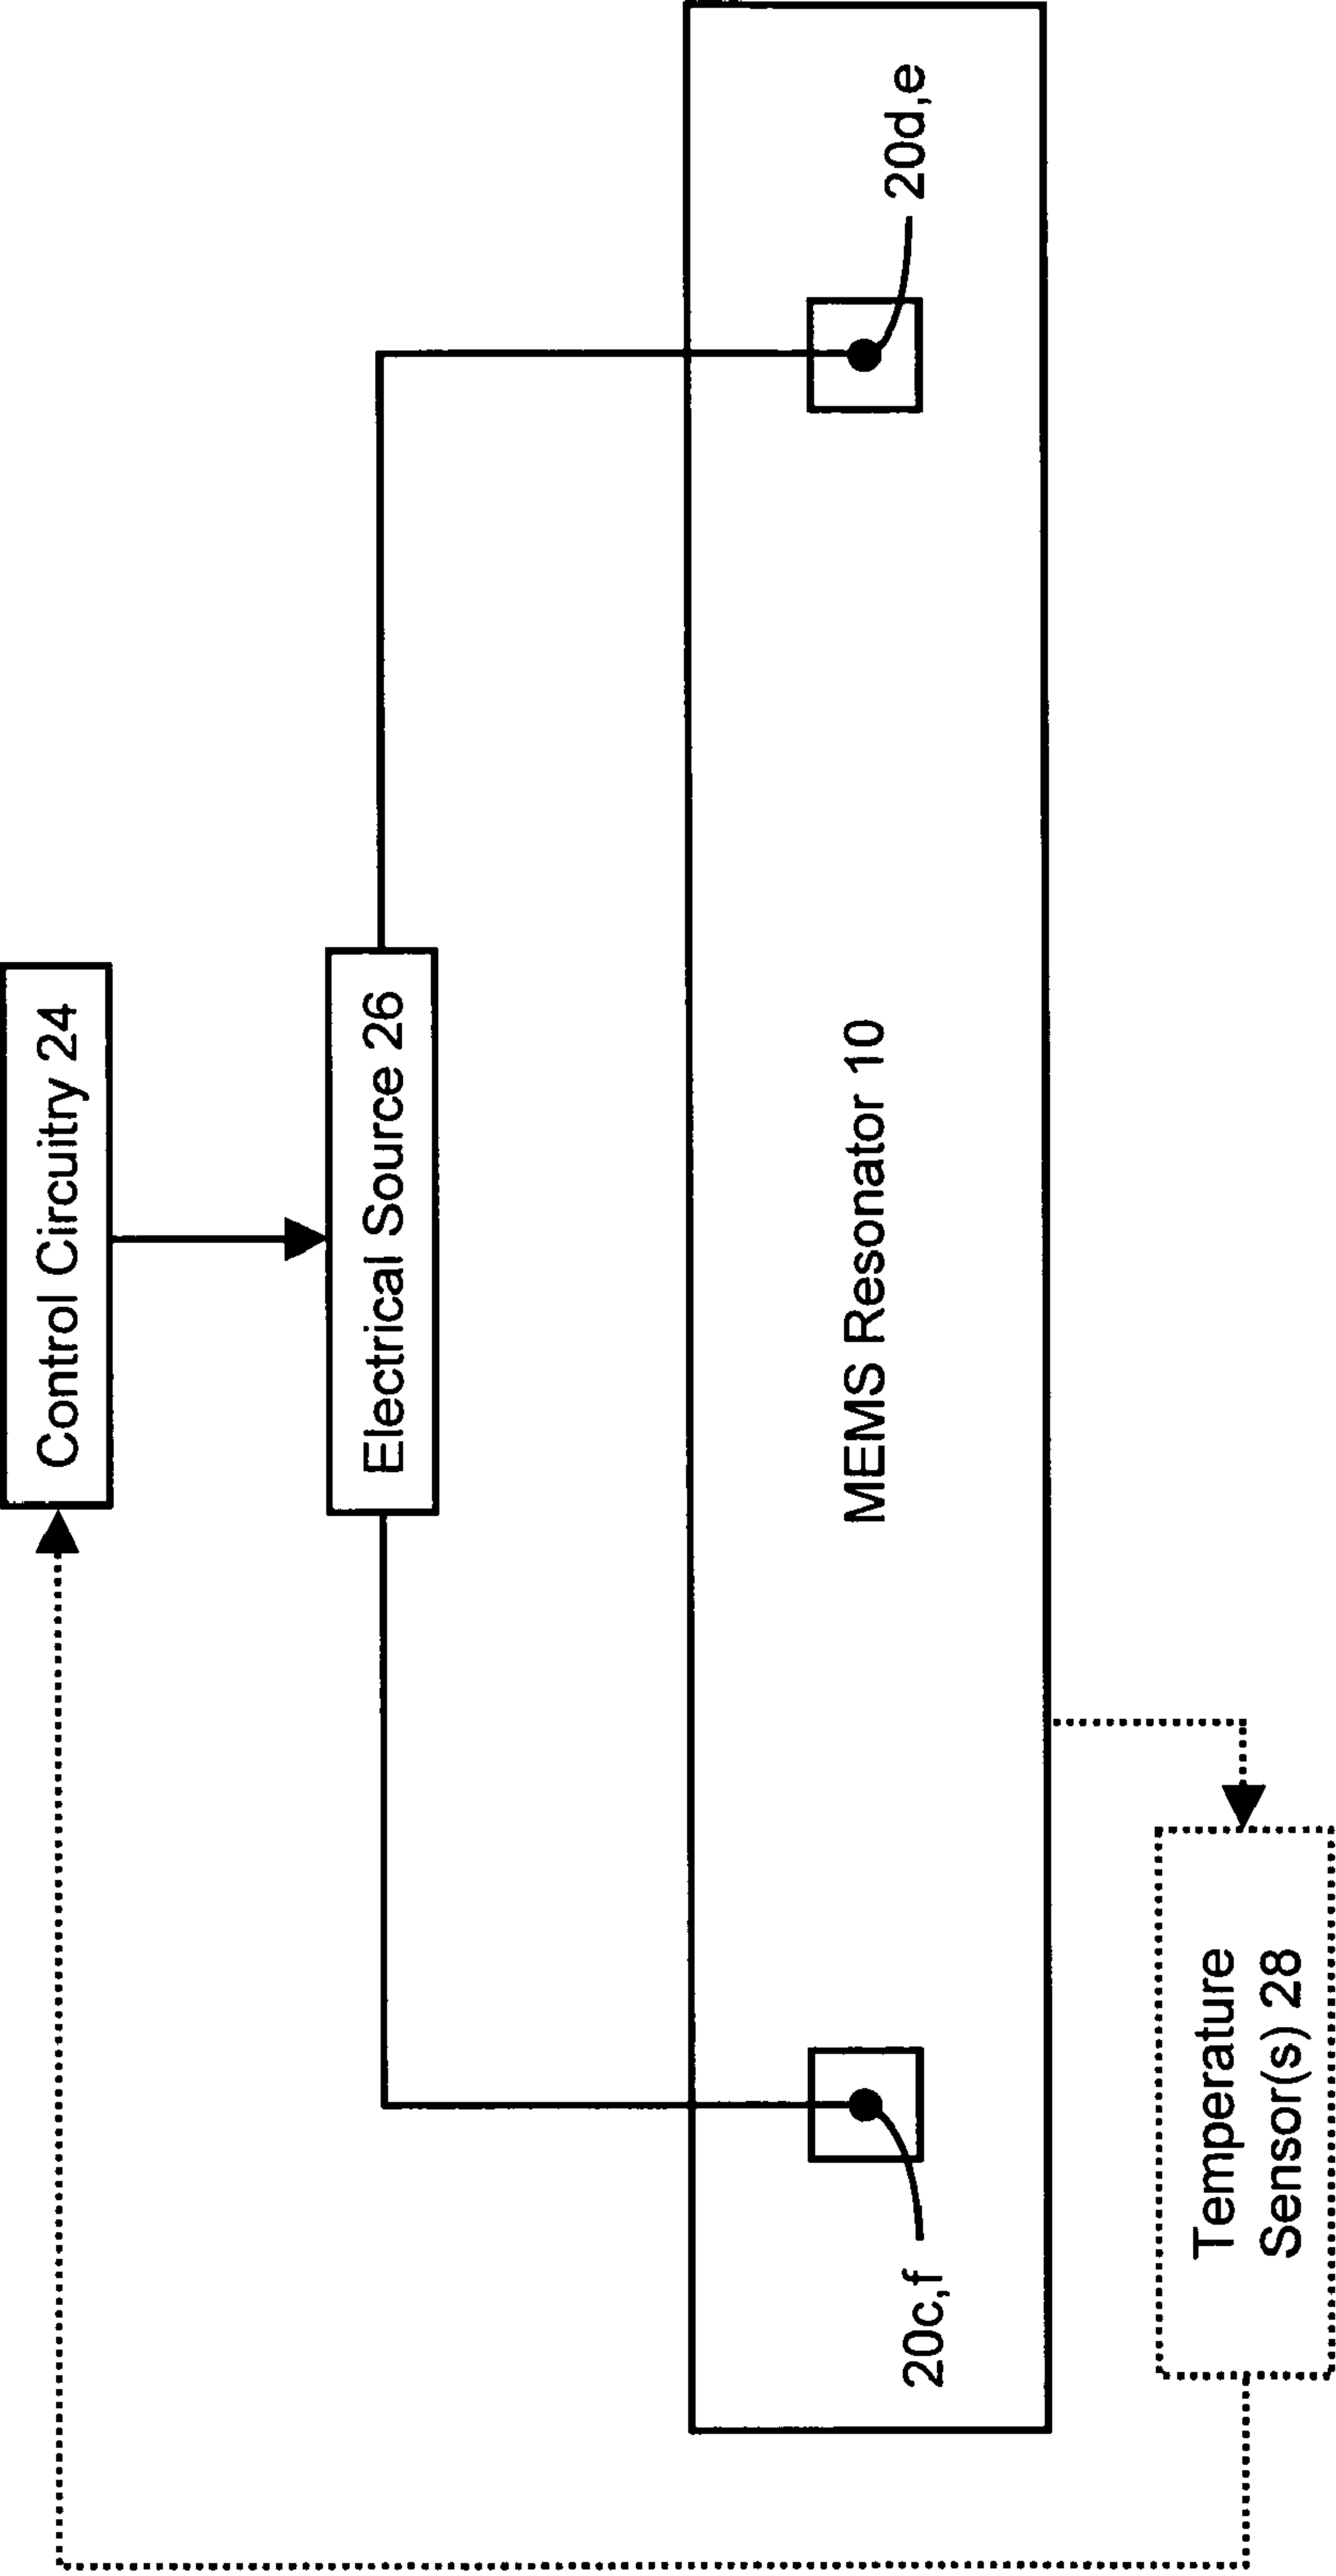 Control Circuitry 24
Electrical Source 26
20c,f
MEMS Resonator 10
20d,e
Temperature
Sensor(s) 28